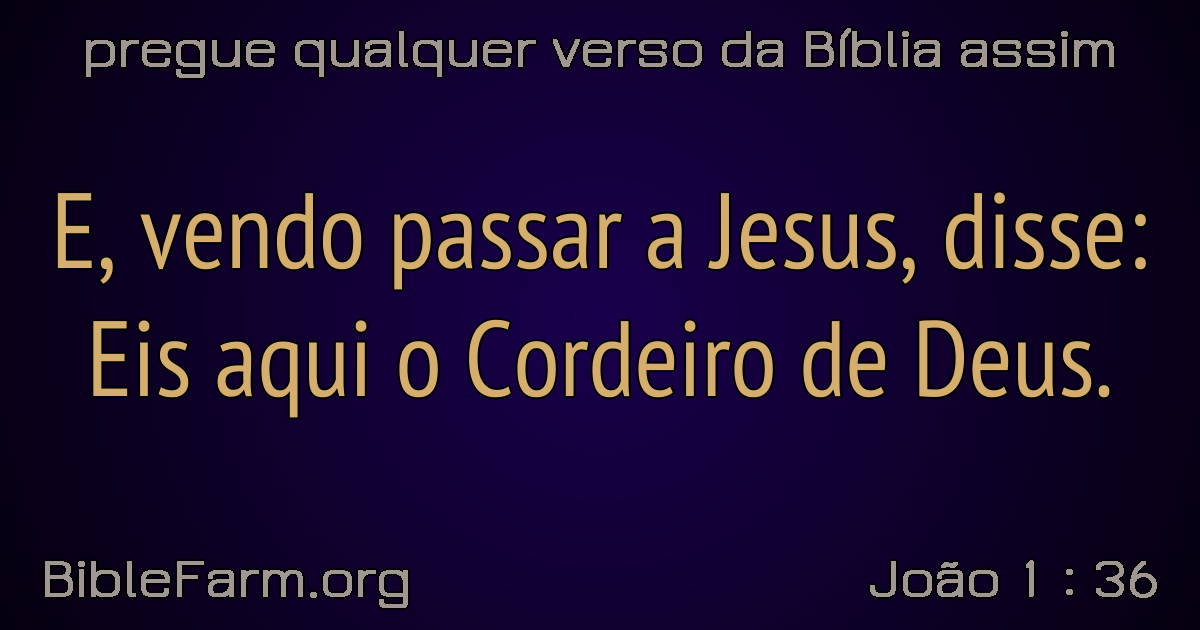 pregue qualquer verso da Bíblia assim
E, vendo passar a Jesus, disse:
Eis aqui o Cordeiro de Deus.
BibleFarm.org
João 1 : 36